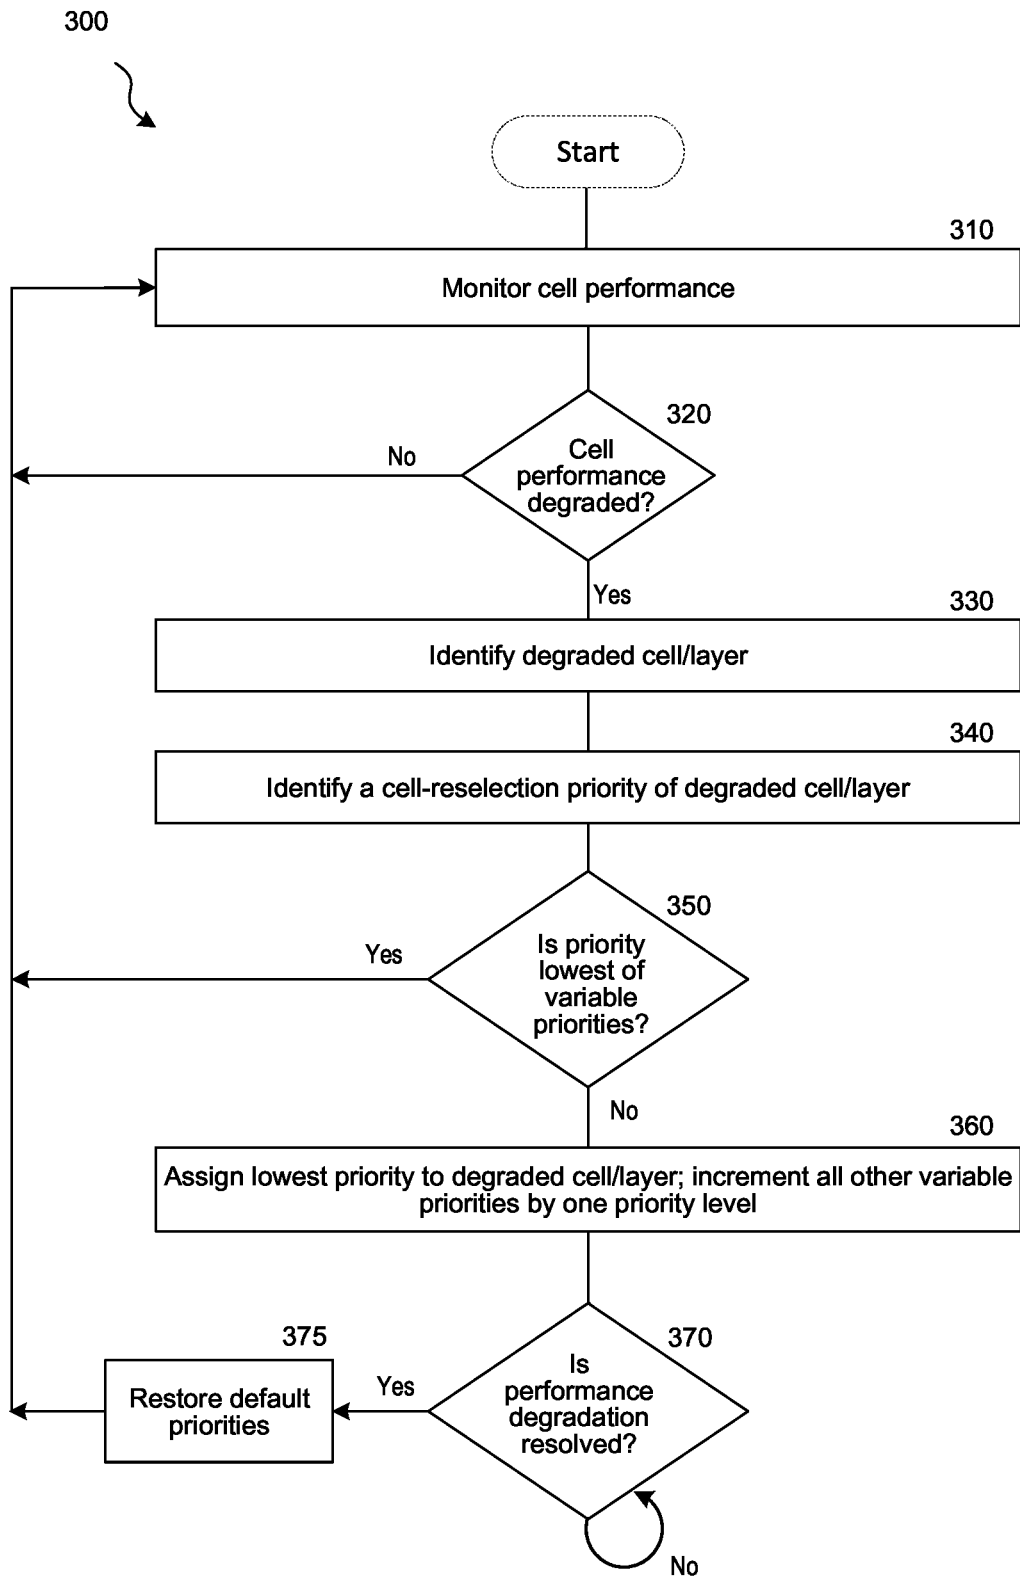 300
Start
310
Monitor cell performance
320
Cell
performance
degraded?
No
Yes
330
Identify degraded cell/layer
340
Identify a cell-reselection priority of degraded cell/layer
350
Is priority
lowest of
variable
priorities?
Yes
No
360
Assign lowest priority to degraded cell/layer; increment all other variable
priorities by one priority level
370
Is
performance
degradation
resolved?
Yes
375
Restore default
priorities
No